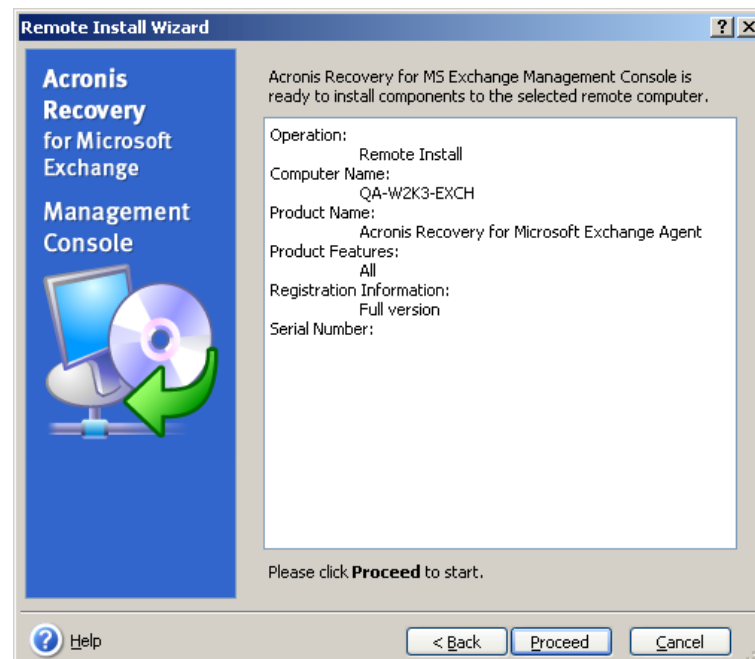 Remote Install Wizard
Acronis
Recovery
for Microsoft
Exchange
Management
Console
Acronis Recovery for MS Exchange Management Console is
ready to install components to the selected remote computer.
Operation:
Remote Install
Computer Name:
QA-W2K3-EXCH
Product Name:
Acronis Recovery for Microsoft Exchange Agent
Product Features:
All
Registration Information:
Full version
Serial Number:
Please click Proceed to start.
Help
< Back
Proceed
Cancel